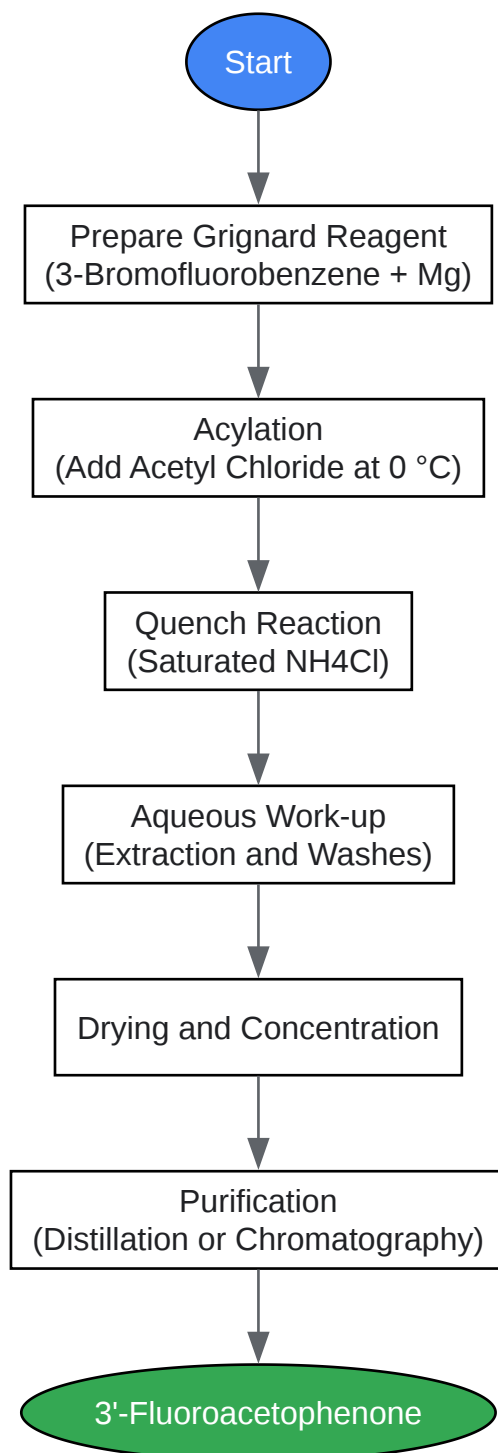 Start
Prepare Grignard Reagent
(3-Bromofluorobenzene + Mg)
Acylation
(Add Acetyl Chloride at 0 °C)
Quench Reaction
(Saturated NH4Cl)
Aqueous Work-up
(Extraction and Washes)
Drying and Concentration
Purification
(Distillation or Chromatography)
3'-Fluoroacetophenone